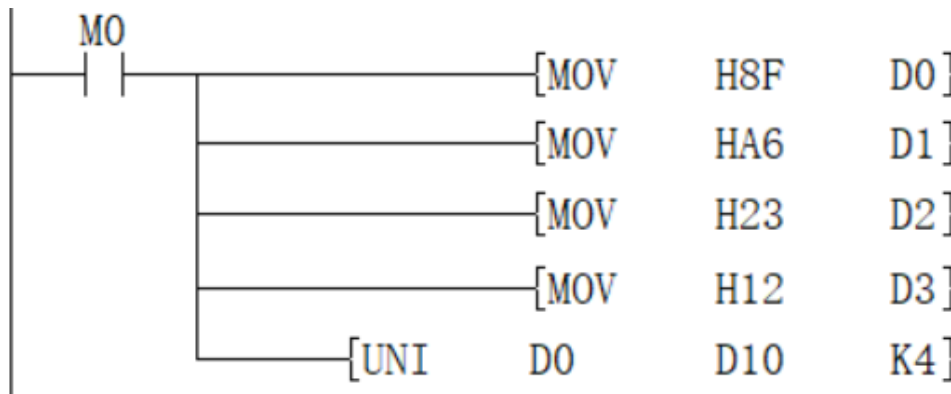 M0
[MOV H8F D0]
[MOV HA6 D1]
[MOV H23 D2]
[MOV H12 D3]
[UNI D0 D10 K4]